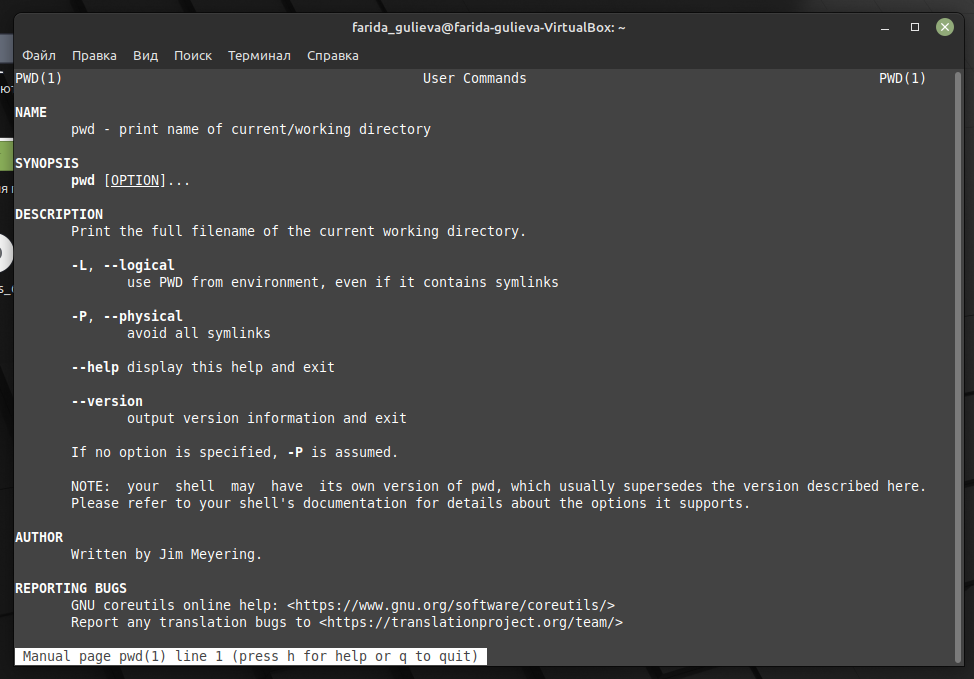 farida_gulieva@farida-gulieva-VirtualBox: ~
Файл Правка Вид Поиск Терминал Справка
PWD(1) User Commands PWD(1)
NAME
pwd - print name of current/working directory
SYNOPSIS
pwd [OPTION]...
DESCRIPTION
Print the full filename of the current working directory.
-L, --logical
use PWD from environment, even if it contains symlinks
-P, --physical
avoid all symlinks
--help display this help and exit
--version
output version information and exit
If no option is specified, -P is assumed.
NOTE:  your  shell  may  have  its own version of pwd, which usually supersedes the version described here.
Please refer to your shell's documentation for details about the options it supports.
AUTHOR
Written by Jim Meyering.
REPORTING BUGS
GNU coreutils online help: <https://www.gnu.org/software/coreutils/>
Report any translation bugs to <https://translationproject.org/team/>
Manual page pwd(1) line 1 (press h for help or q to quit)